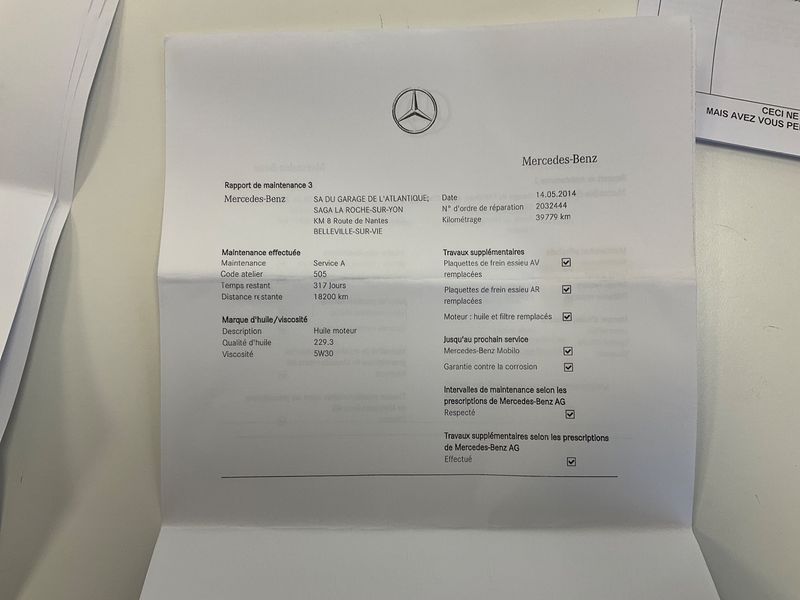 CECI NE
MAIS AVEZ VOUS
Mercedes-Benz
Rapport de maintenance 3
Mercedes-Benz
SA DU GARAGE DE L'ATLANTIQUE;
SAGA LA ROCHE-SUR-YON
KM 8 Route de Nantes
BELLEVILLE-SUR-VIE
Date 14.05.2014
N° d'ordre de réparation 2032444
Kilométrage 39779 km
Maintenance effectuée
Maintenance Service A
Code atelier 505
Temps restant 317 Jours
Distance restante 18200 km
Marque d'huile/viscosité
Description Huile moteur
Qualité d'huile 229.3
Viscosité 5W30
Travaux supplémentaires
Plaquettes de frein essieu AV
remplacées
Plaquettes de frein essieu AR
remplacées
Moteur : huile et filtre remplacés
Jusqu'au prochain service
Mercedes-Benz Mobilo
Garantie contre la corrosion
Intervalles de maintenance selon les
prescriptions de Mercedes-Benz AG
Respecté
Travaux supplémentaires selon les prescriptions
de Mercedes-Benz AG
Effectué